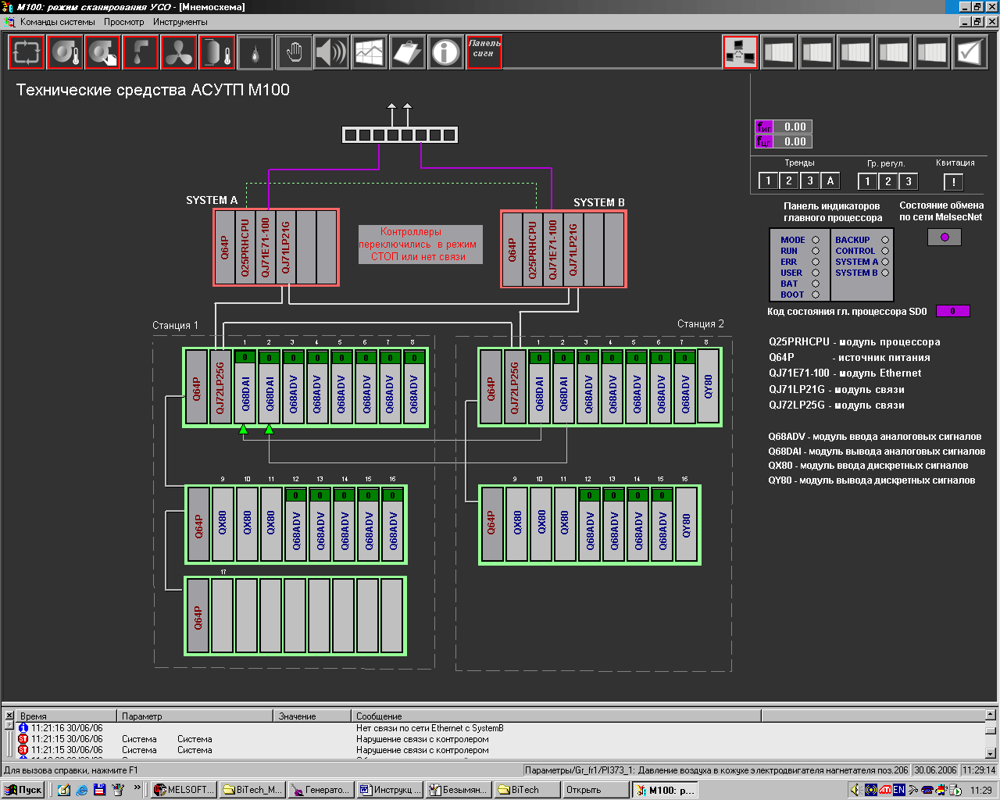 М100: режим сканирования УСО - [Мнемосхема]
Команды системы Просмотр Инструменты
Панель сигн
Технические средства АСУТП М100
fиг 0.00
0.00
Тренды Гр. регул. Квитация
1 2 3 A 1 2 3 !
SYSTEM A
SYSTEM B
Q64P Q25PRHCPU QJ71E71-100 QJ71LP21G
Контроллеры
переключились в режим
СТОП или нет связи
Q64P Q25PRHCPU QJ71E71-100 QJ71LP21G
Панель индикаторов
главного процессора
Состояние обмена
по сети MelsecNet
MODE BACKUP
RUN CONTROL
ERR SYSTEM A
USER SYSTEM B
BAT
BOOT
Код состояния гл. процессора SD0 0
Станция 1
Станция 2
1 2 3 4 5 6 7 8
0 0 0 0 0 0 0 0
Q64P QJ72LP25G Q68DAI Q68DAI Q68ADV Q68ADV Q68ADV Q68ADV Q68ADV Q68ADV
1 2 3 4 5 6 7 8
0 0 0 0 0 0 0
Q64P QJ72LP25G Q68DAI Q68DAI Q68ADV Q68ADV Q68ADV Q68ADV Q68ADV QY80
Q25PRHCPU - модуль процессора
Q64P - источник питания
QJ71E71-100 - модуль Ethernet
QJ71LP21G - модуль связи
QJ72LP25G - модуль связи
Q68ADV - модуль ввода аналоговых сигналов
Q68DAI - модуль вывода аналоговых сигналов
QX80 - модуль ввода дискретных сигналов
QY80 - модуль вывода дискретных сигналов
9 10 11 12 13 14 15 16
0 0 0 0 0
Q64P QX80 QX80 QX80 Q68ADV Q68ADV Q68ADV Q68ADV Q68ADV
9 10 11 12 13 14 15 16
0 0 0 0
Q64P QX80 QX80 QX80 Q68ADV Q68ADV Q68ADV Q68ADV QY80
17
Q64P
Время Параметр Значение Сообщение
11:21:16 30/06/06 Нет связи по сети Ethernet с SystemB
11:21:15 30/06/06 Система Система Нарушение связи с контролером
11:21:15 30/06/06 Система Система Нарушение связи с контролером
Для вызова справки, нажмите F1
Параметры/Gr_fr1/PI373_1: Давление воздуха в кожухе электродвигателя нагнетателя поз.206 30.06.2006 11:29:14
Пуск » MELSOFT... BiTech_M... Генерато... Инструкц ... Безымян... BiTech Открыть М100: р... EN 11:29